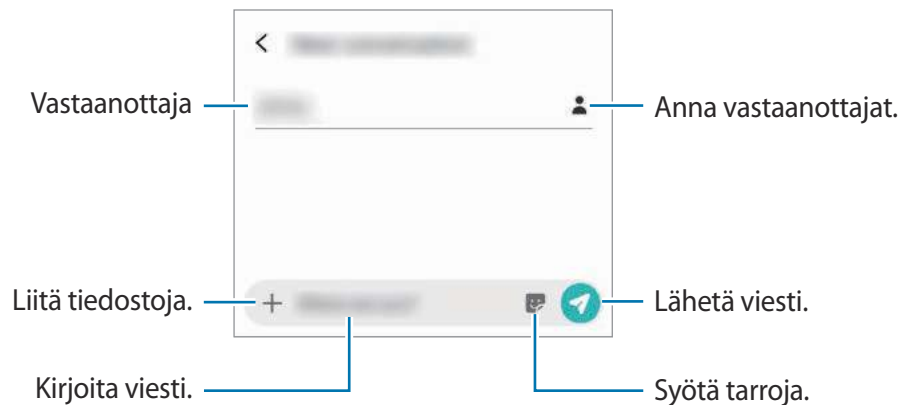 Vastaanottaja
Anna vastaanottajat.
Liitä tiedostoja.
Lähetä viesti.
Kirjoita viesti.
Syötä tarroja.